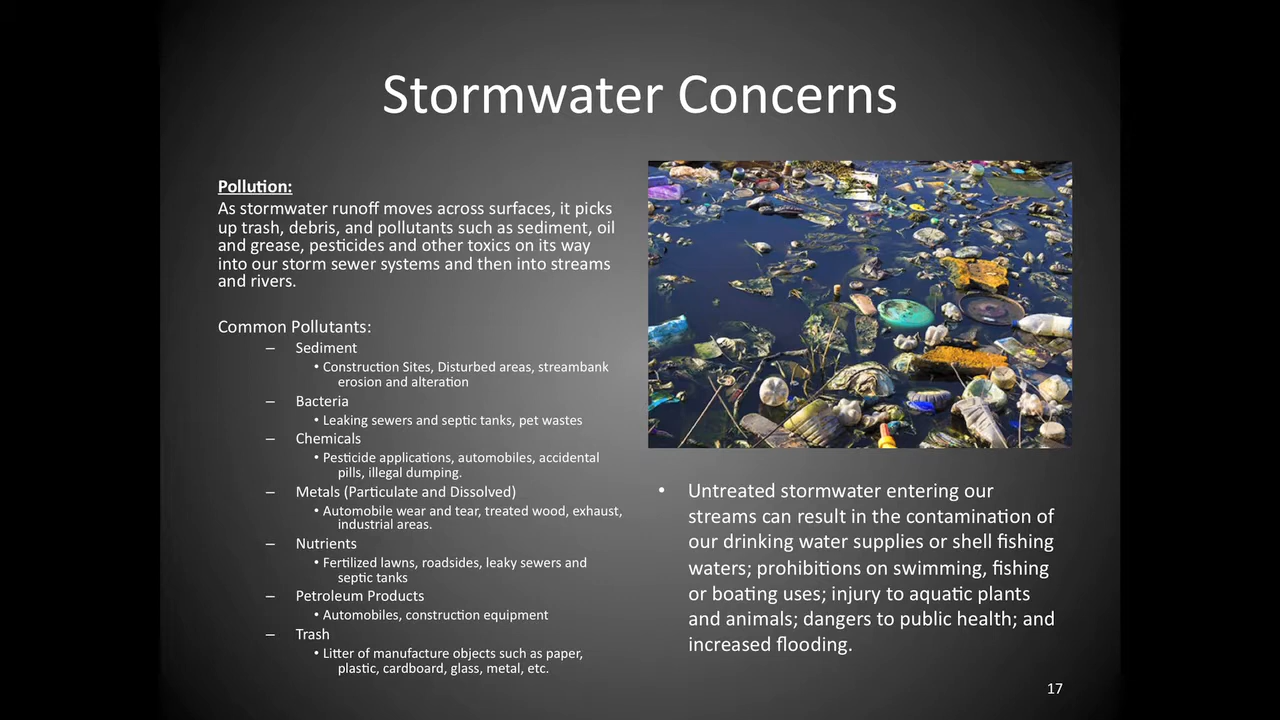 Stormwater Concerns
Pollution:
As stormwater runoff moves across surfaces, it picks
up trash, debris, and pollutants such as sediment, oil
and grease, pesticides and other toxics on its way
into our storm sewer systems and then into streams
and rivers.
Common Pollutants:
– Sediment
• Construction Sites, Disturbed areas, streambank
erosion and alteration
– Bacteria
• Leaking sewers and septic tanks, pet wastes
– Chemicals
• Pesticide applications, automobiles, accidental
pills, illegal dumping.
– Metals (Particulate and Dissolved)
• Automobile wear and tear, treated wood, exhaust,
industrial areas.
– Nutrients
• Fertilized lawns, roadsides, leaky sewers and
septic tanks
– Petroleum Products
• Automobiles, construction equipment
– Trash
• Litter of manufacture objects such as paper,
plastic, cardboard, glass, metal, etc.
• Untreated stormwater entering our
streams can result in the contamination of
our drinking water supplies or shell fishing
waters; prohibitions on swimming, fishing
or boating uses; injury to aquatic plants
and animals; dangers to public health; and
increased flooding.
17